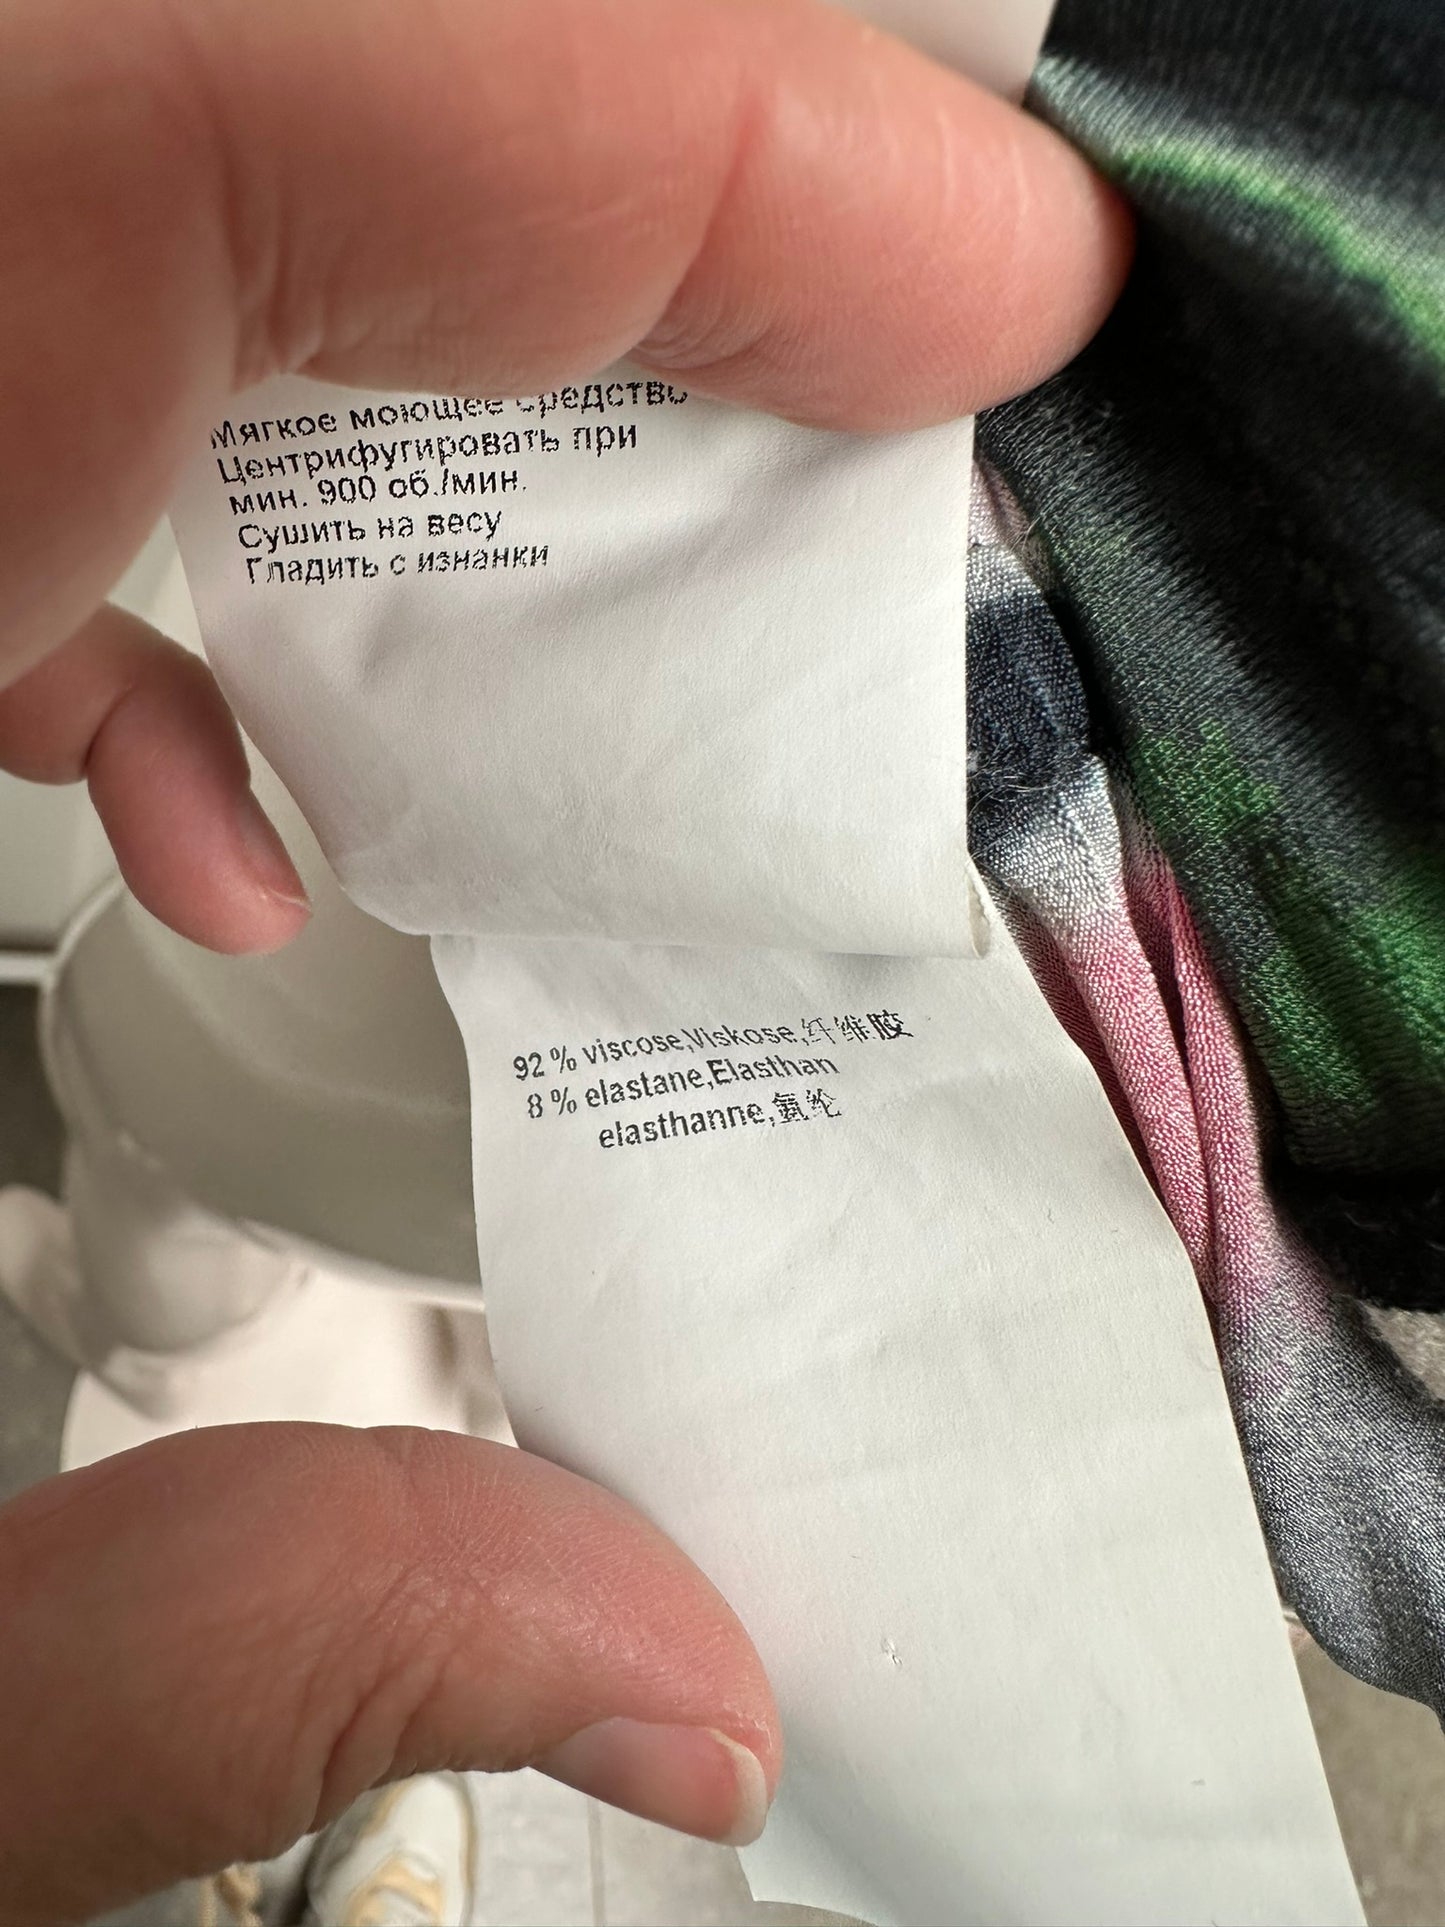 Мягкое моющее средство
Центрифугировать при
мин. 900 об./мин.
Сушить на весу
Гладить с изнанки
92 % viscose,Viskose,纤维胶
8 % elastane,Elasthan
elasthanne,氨纶